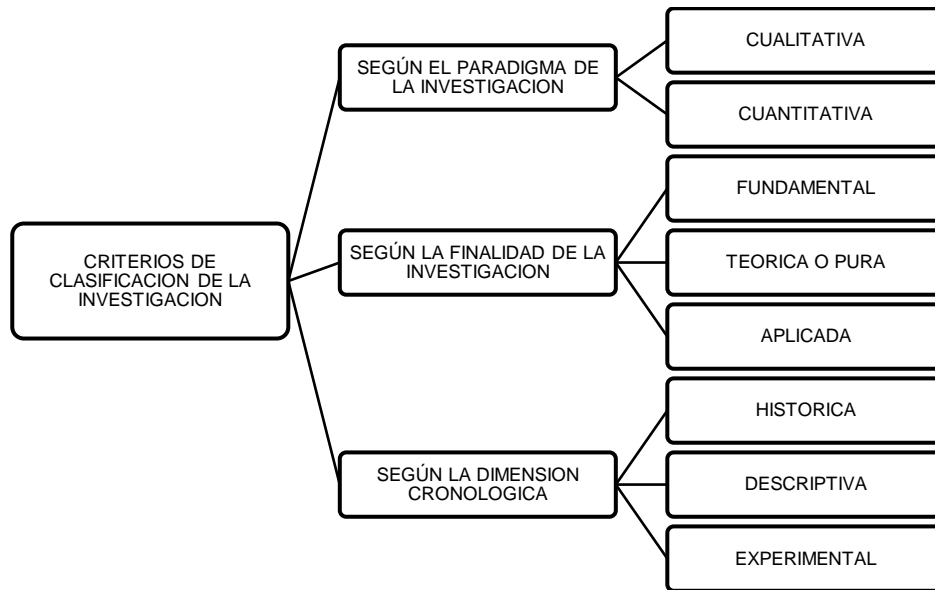 CRITERIOS DE
CLASIFICACION DE LA
INVESTIGACION
SEGÚN EL PARADIGMA DE
LA INVESTIGACION
CUALITATIVA
CUANTITATIVA
SEGÚN LA FINALIDAD DE LA
INVESTIGACION
FUNDAMENTAL
TEORICA O PURA
APLICADA
SEGÚN LA DIMENSION
CRONOLOGICA
HISTORICA
DESCRIPTIVA
EXPERIMENTAL